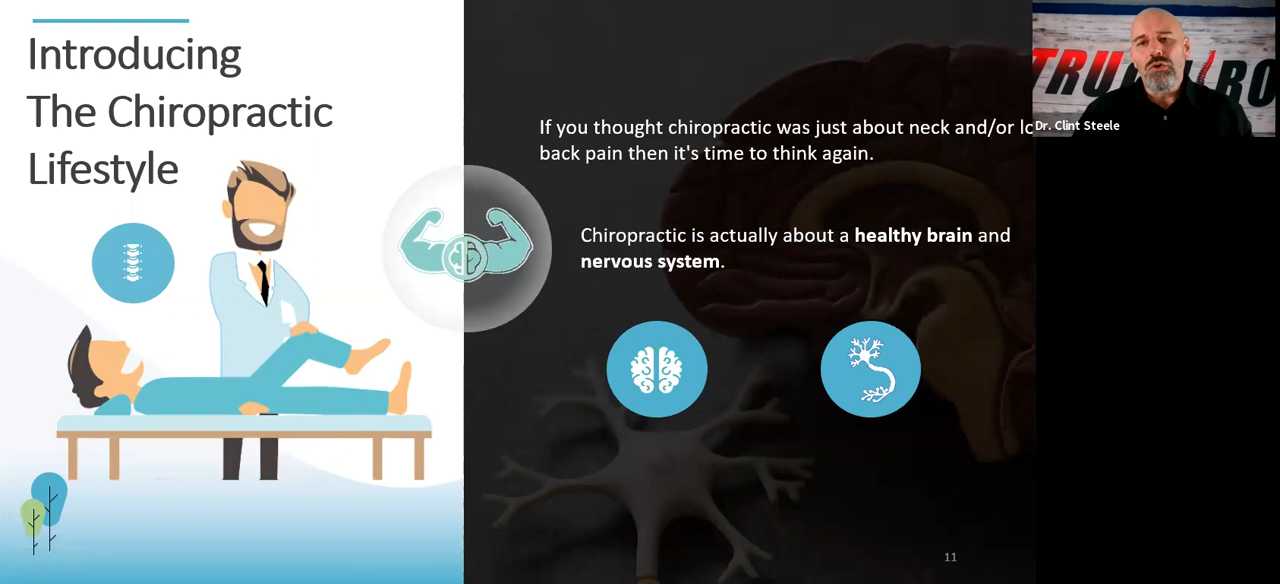 Introducing
The Chiropractic
Lifestyle
If you thought chiropractic was just about neck and/or lo
back pain then it's time to think again.
Chiropractic is actually about a healthy brain and
nervous system.
Dr. Clint Steele
11